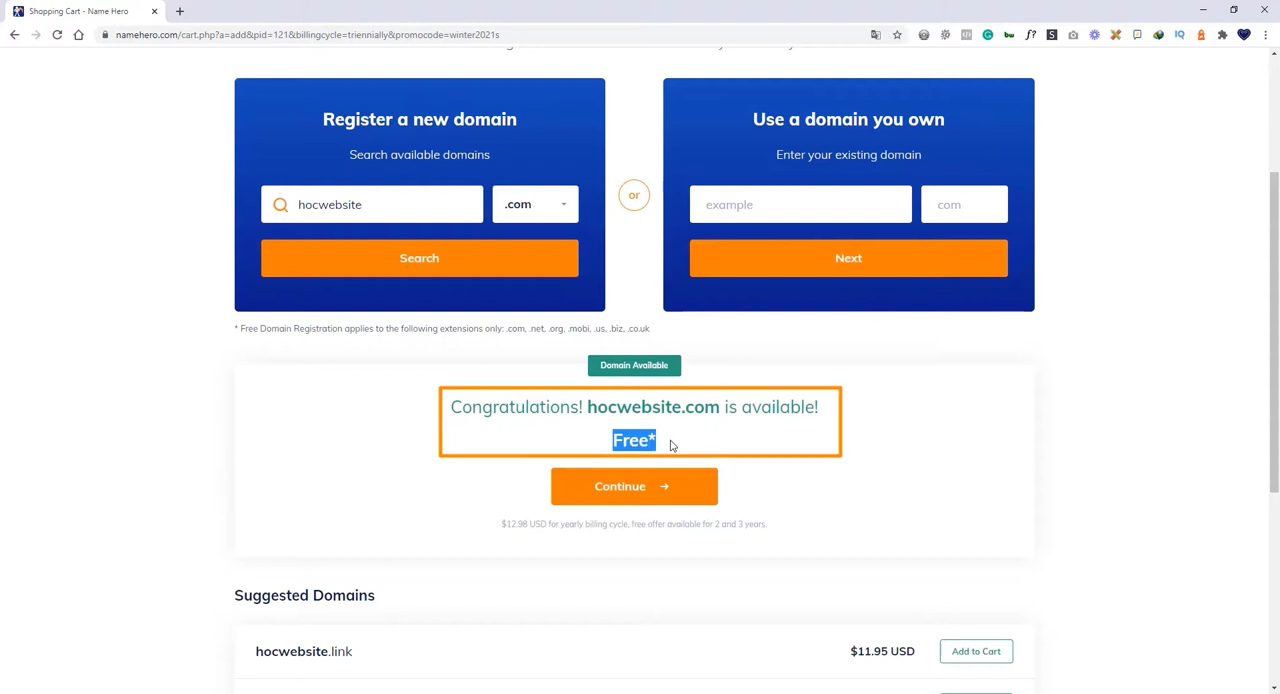 Shopping Cart - Name Hero
namehero.com/cart.php?a=add&pid=121&billingcycle=triennially&promocode=winter2021s
Register a new domain
Search available domains
hocwebsite
.com
Search
or
Use a domain you own
Enter your existing domain
example
com
Next
* Free Domain Registration applies to the following extensions only: .com, .net, .org, .mobi, .us, .biz, .co.uk
Domain Available
Congratulations! hocwebsite.com is available!
Free*
Continue →
$12.98 USD for yearly billing cycle, free offer available for 2 and 3 years.
Suggested Domains
hocwebsite.link
$11.95 USD
Add to Cart